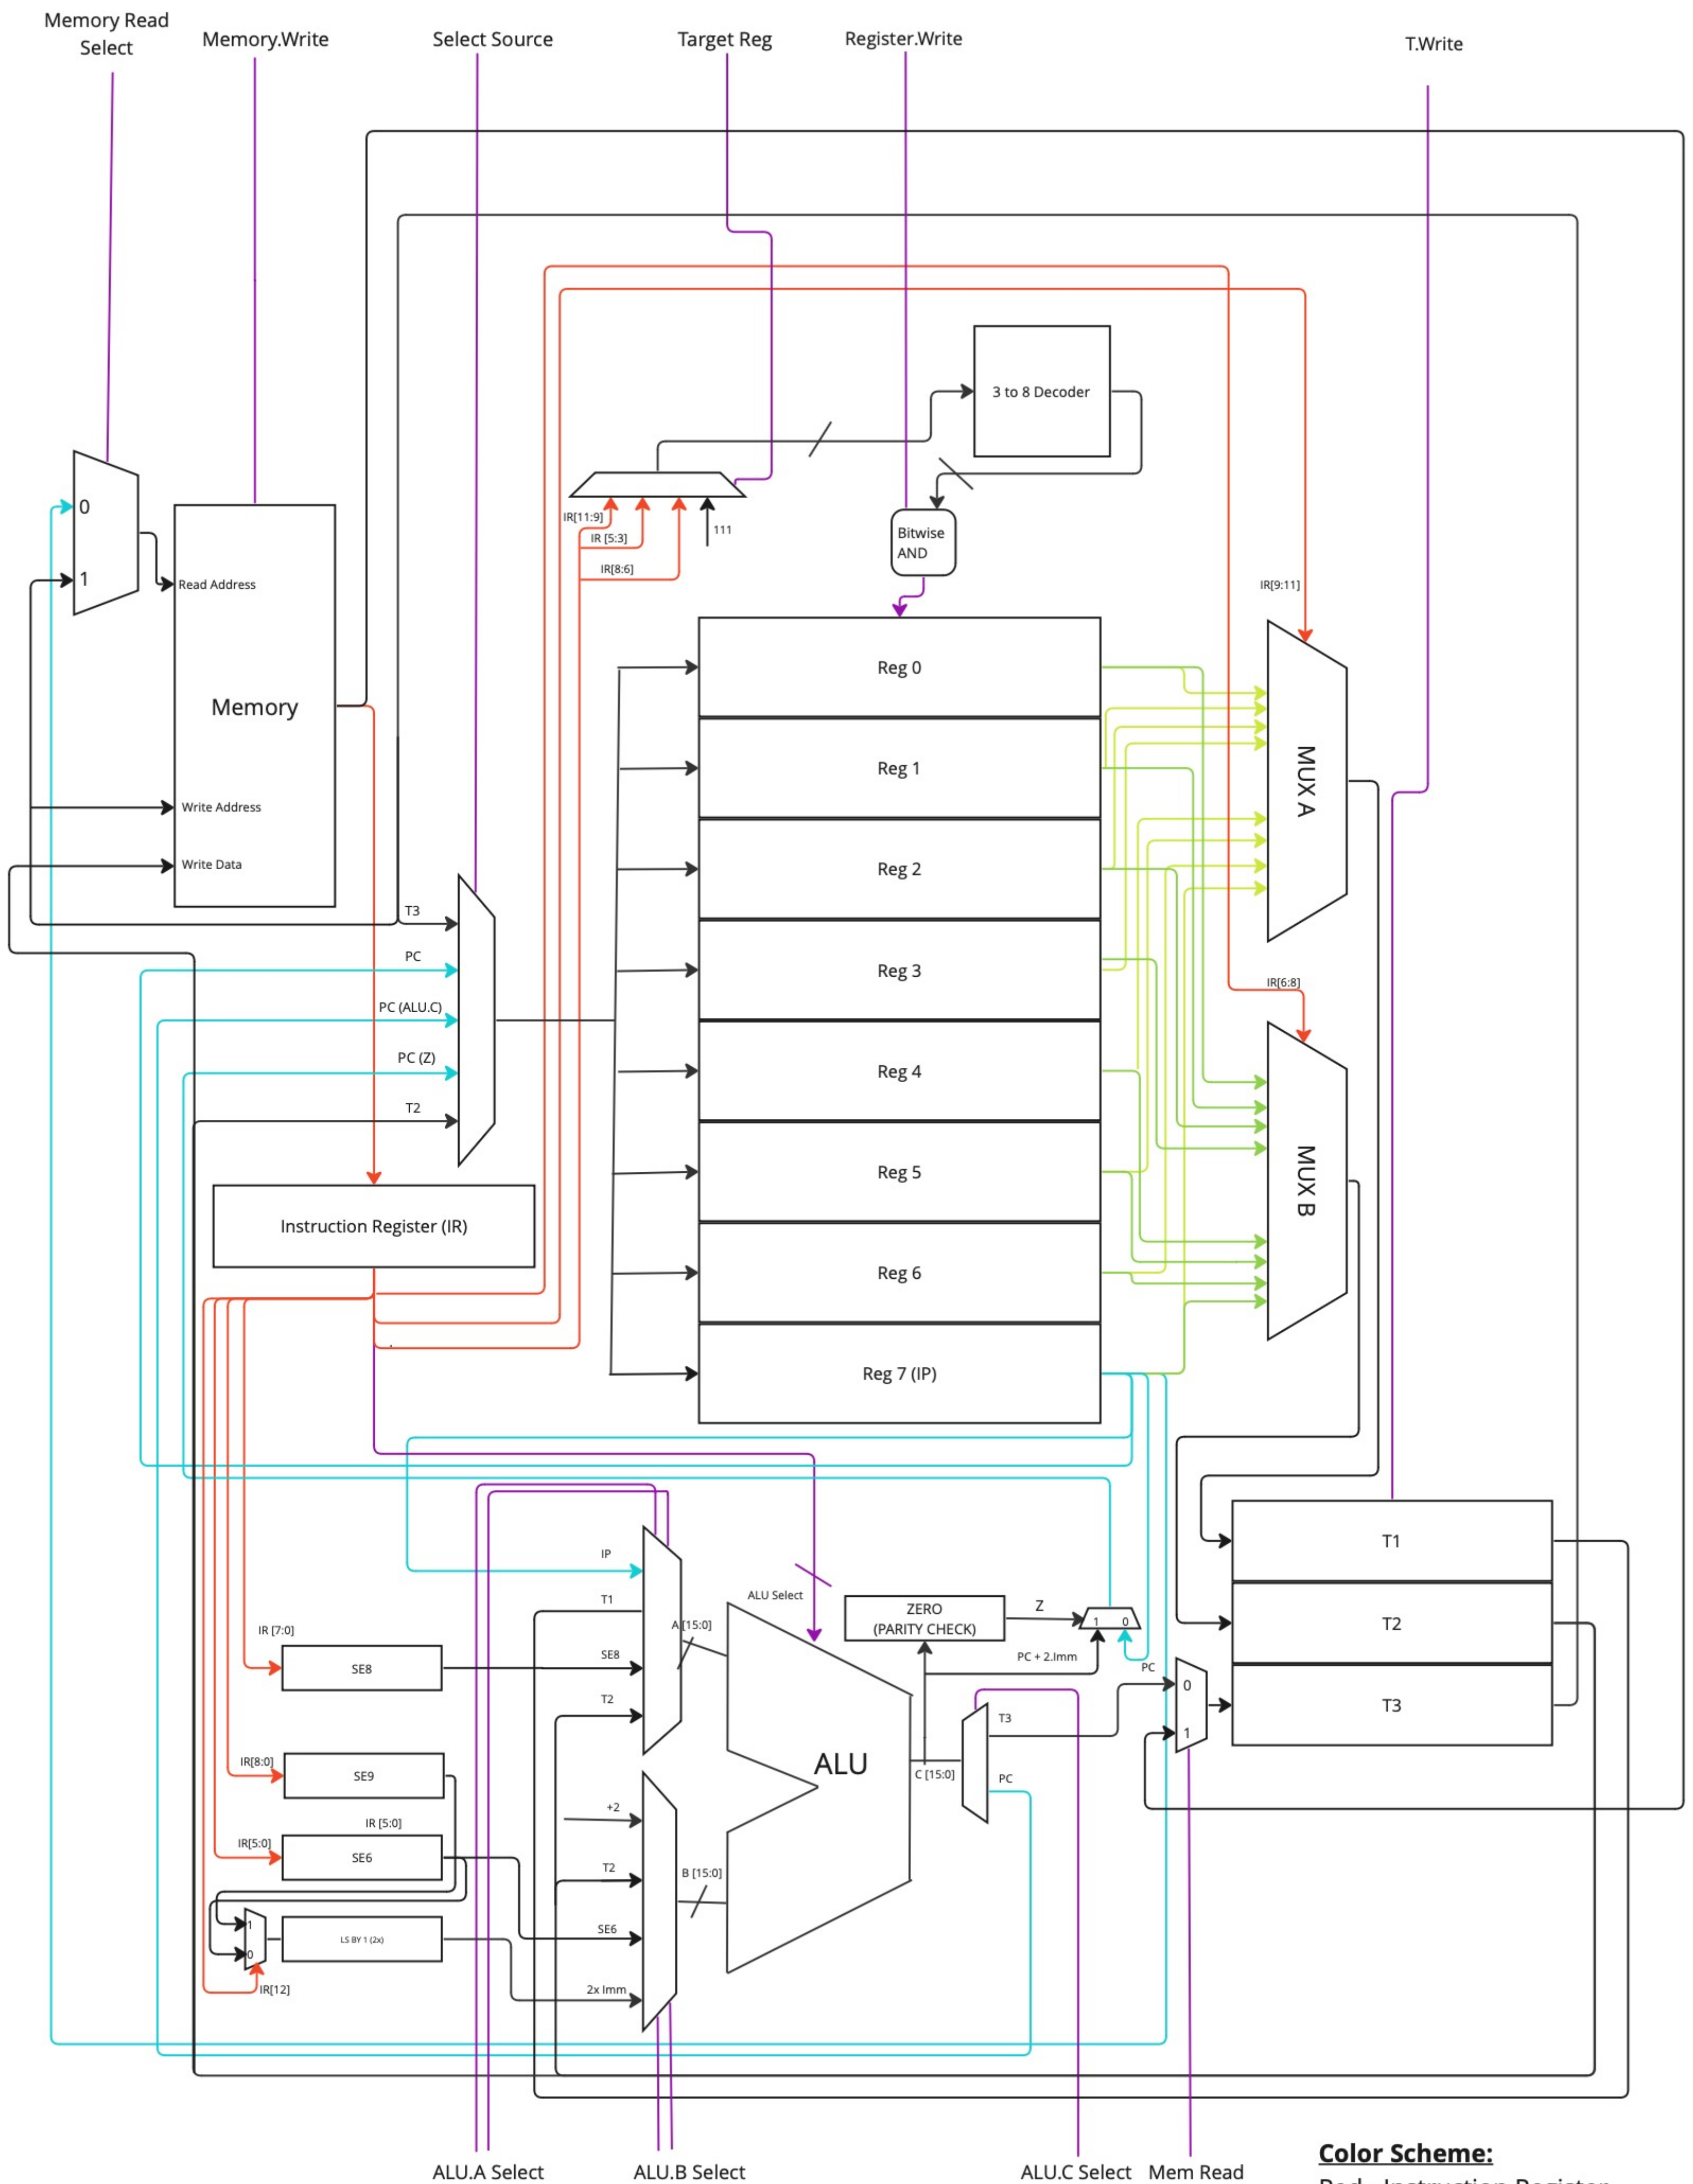 Memory Read
Select
Memory.Write
Select Source
Target Reg
Register.Write
T.Write
3 to 8 Decoder
0
1
Read Address
Memory
Write Address
Write Data
IR[11:9]
IR [5:3]
IR[8:6]
111
Bitwise
AND
IR[9:11]
Reg 0
Reg 1
Reg 2
Reg 3
Reg 4
Reg 5
Reg 6
Reg 7 (IP)
MUX A
IR[6:8]
MUX B
T3
PC
PC (ALU.C)
PC (Z)
T2
Instruction Register (IR)
IP
T1
SE8
T2
A [15:0]
ALU Select
ZERO
(PARITY CHECK)
Z
1 0
PC + 2.Imm
PC
T1
T2
T3
0
1
IR [7:0]
SE8
IR[8:0]
SE9
IR [5:0]
IR[5:0]
SE6
1
0
LS BY 1 (2x)
IR[12]
+2
T2
SE6
2x Imm
B [15:0]
ALU
C [15:0]
T3
PC
ALU.A Select
ALU.B Select
ALU.C Select
Mem Read
Color Scheme: